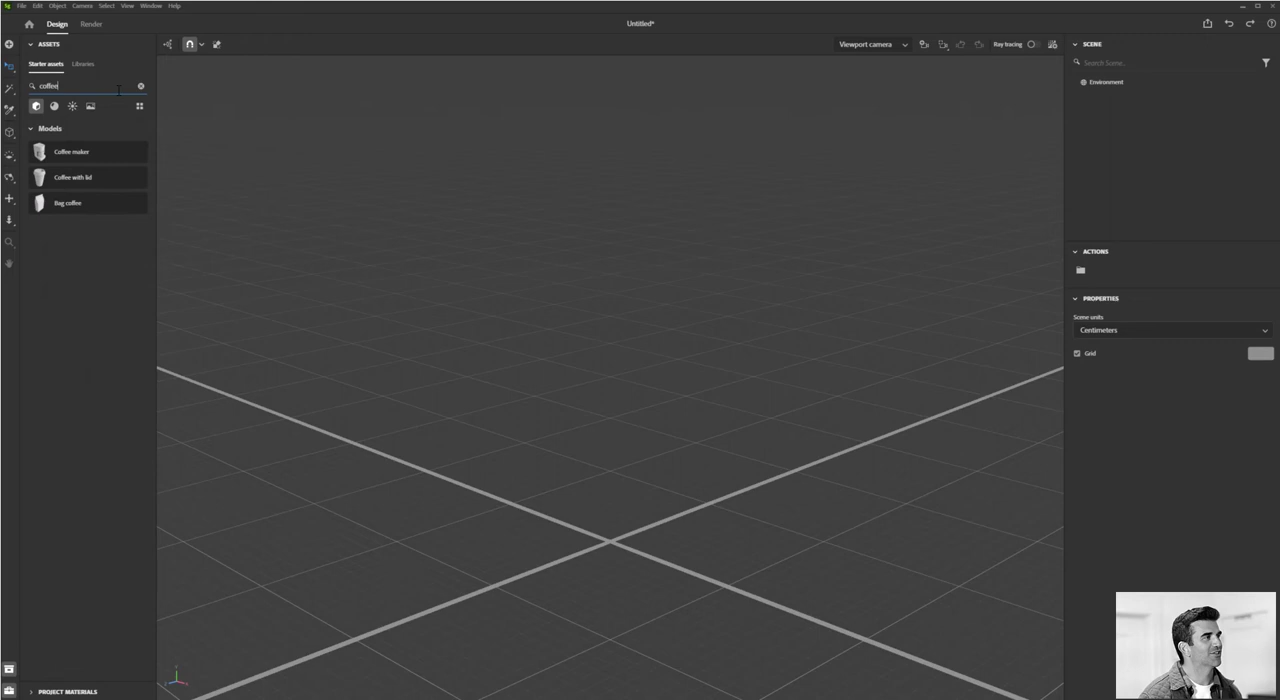 Sg File Edit Object Camera Select View Window Help
Design Render Untitled*
ASSETS
Starter assets Libraries
coffee
Models
Coffee maker
Coffee with lid
Bag coffee
PROJECT MATERIALS
Viewport camera Ray tracing
SCENE
Search Scene...
Environment
ACTIONS
PROPERTIES
Scene units
Centimeters
Grid